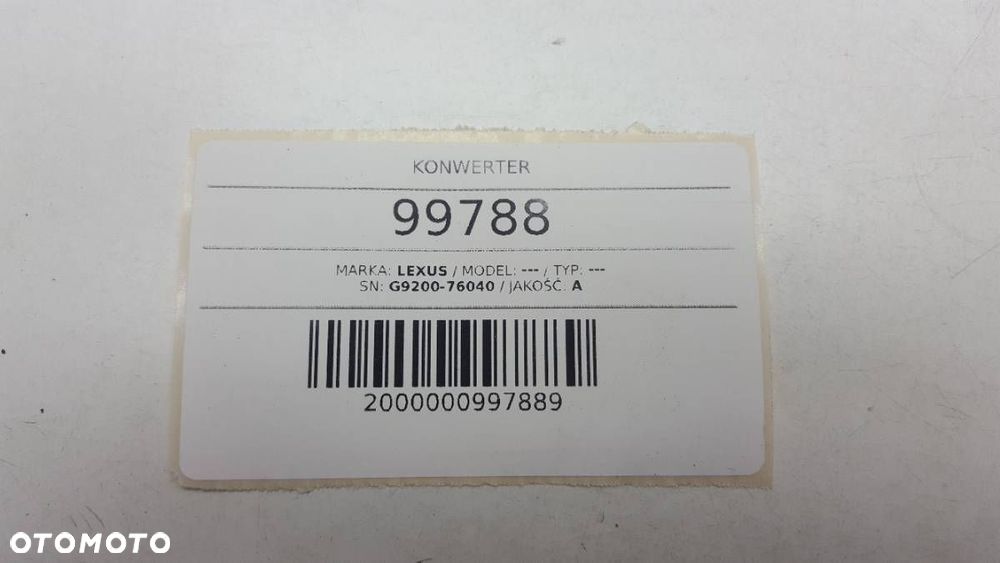 KONWERTER
99788
MARKA: LEXUS / MODEL: --- / TYP: ---
SN: G9200-76040 / JAKOŚĆ: A
2000000997889
OTOMOTO